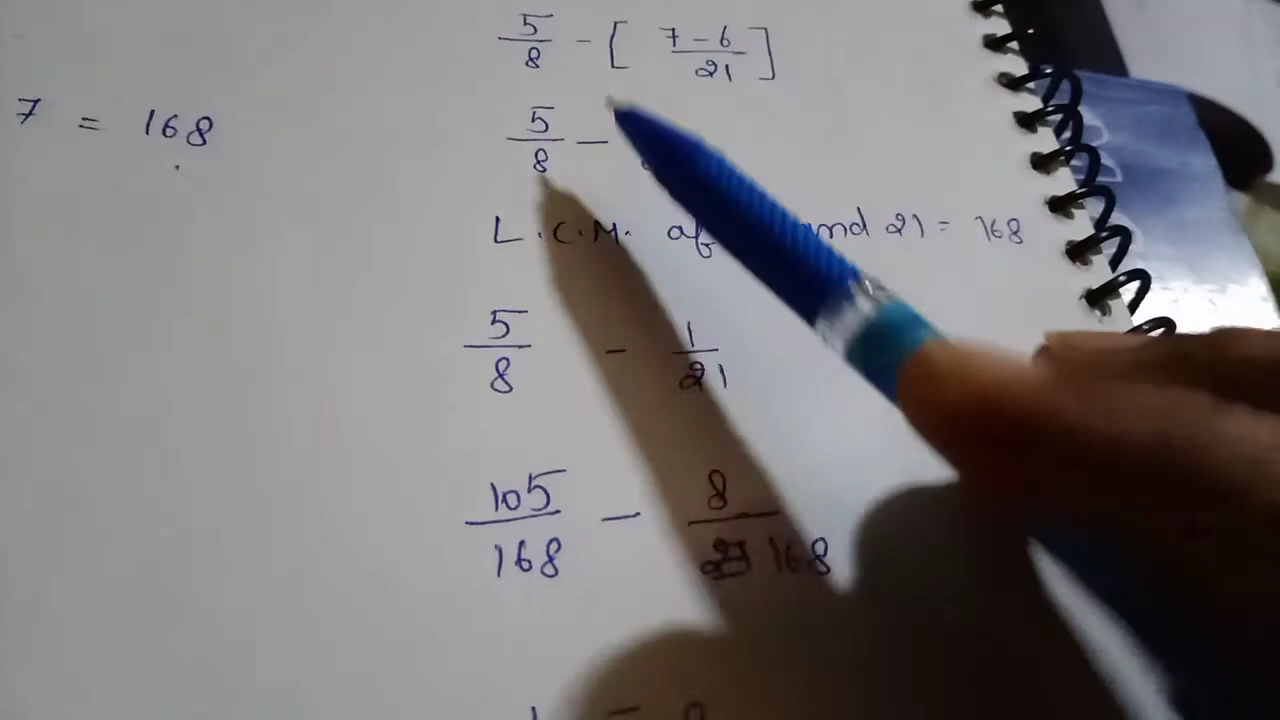 5/8 - [ 7 - 6 / 21 ]
7 = 168
5/8 -
L.C.M. of and 21 = 168
5/8 - 1/21
105/168 - 8/168